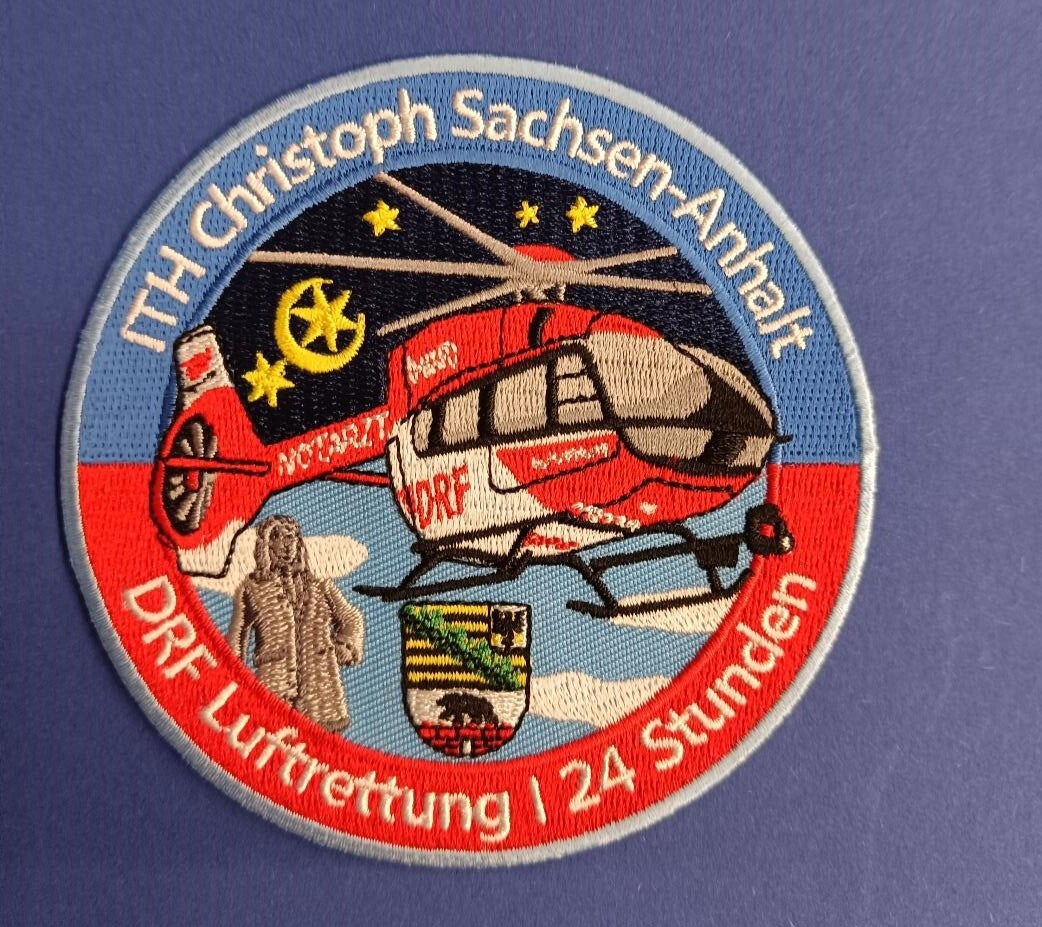 ITH Christoph Sachsen-Anhalt
NOTARZT
DRF
DRF Luftrettung | 24 Stunden